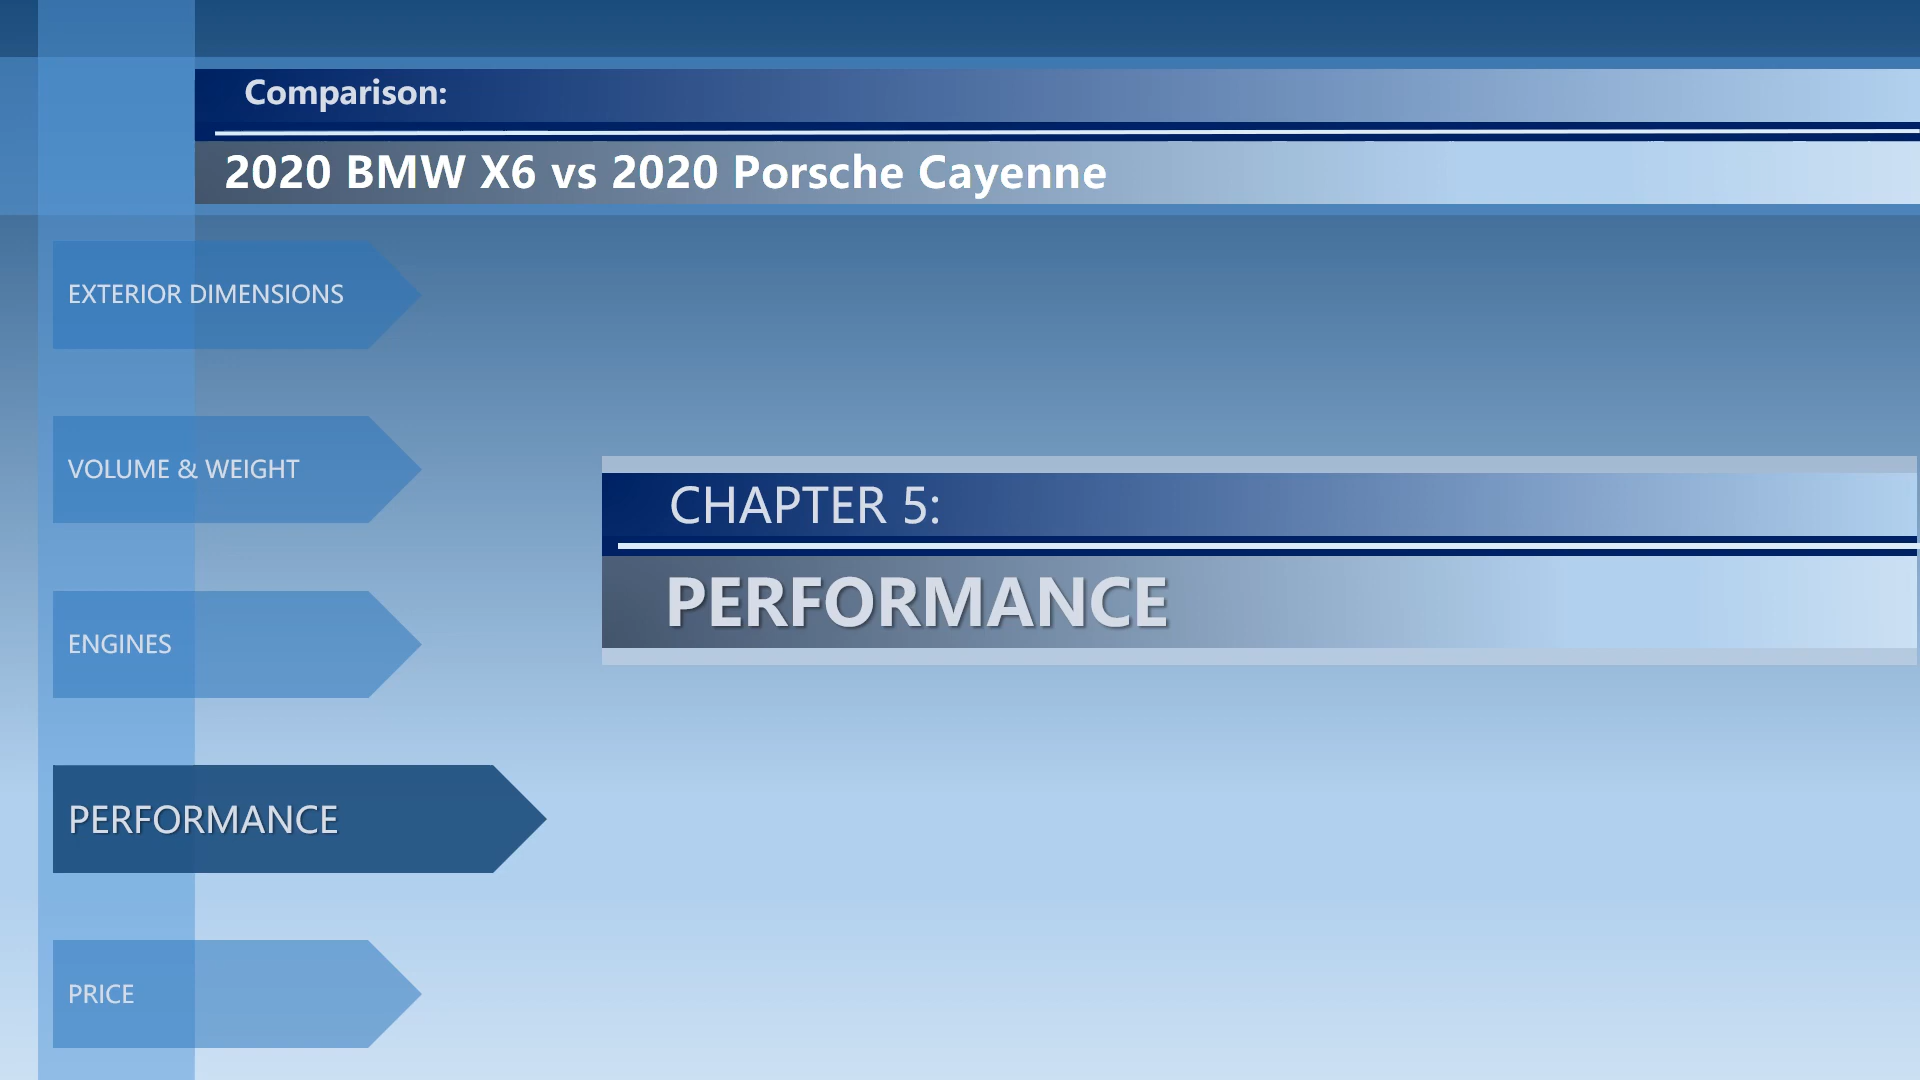 Comparison:
2020 BMW X6 vs 2020 Porsche Cayenne
EXTERIOR DIMENSIONS
VOLUME & WEIGHT
ENGINES
PERFORMANCE
PRICE
CHAPTER 5:
PERFORMANCE